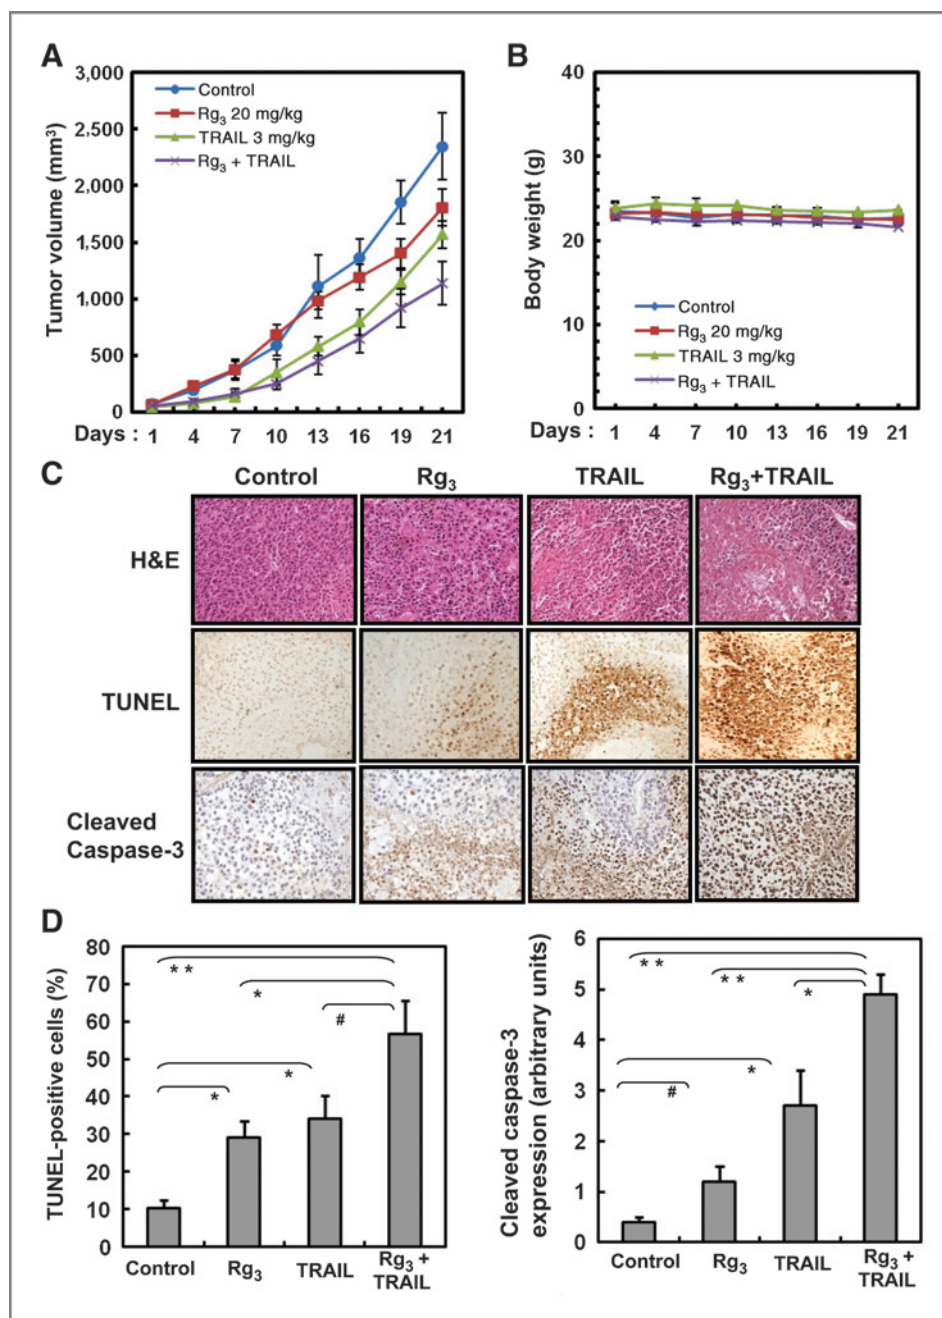 A
Tumor volume (mm³)
3,000
2,500
2,000
1,500
1,000
500
0
Control
Rg₃ 20 mg/kg
TRAIL 3 mg/kg
Rg₃ + TRAIL
Days : 1 4 7 10 13 16 19 21
B
Body weight (g)
40
30
20
10
0
Control
Rg₃ 20 mg/kg
TRAIL 3 mg/kg
Rg₃ + TRAIL
Days : 1 4 7 10 13 16 19 21
C
Control Rg₃ TRAIL Rg₃+TRAIL
H&E
TUNEL
Cleaved
Caspase-3
D
TUNEL-positive cells (%)
80
70
60
50
40
30
20
10
0
**
*
#
*
*
Control Rg₃ TRAIL Rg₃ +
TRAIL
Cleaved caspase-3
expression (arbitrary units)
6
5
4
3
2
1
0
**
**
*
*
#
Control Rg₃ TRAIL Rg₃ +
TRAIL